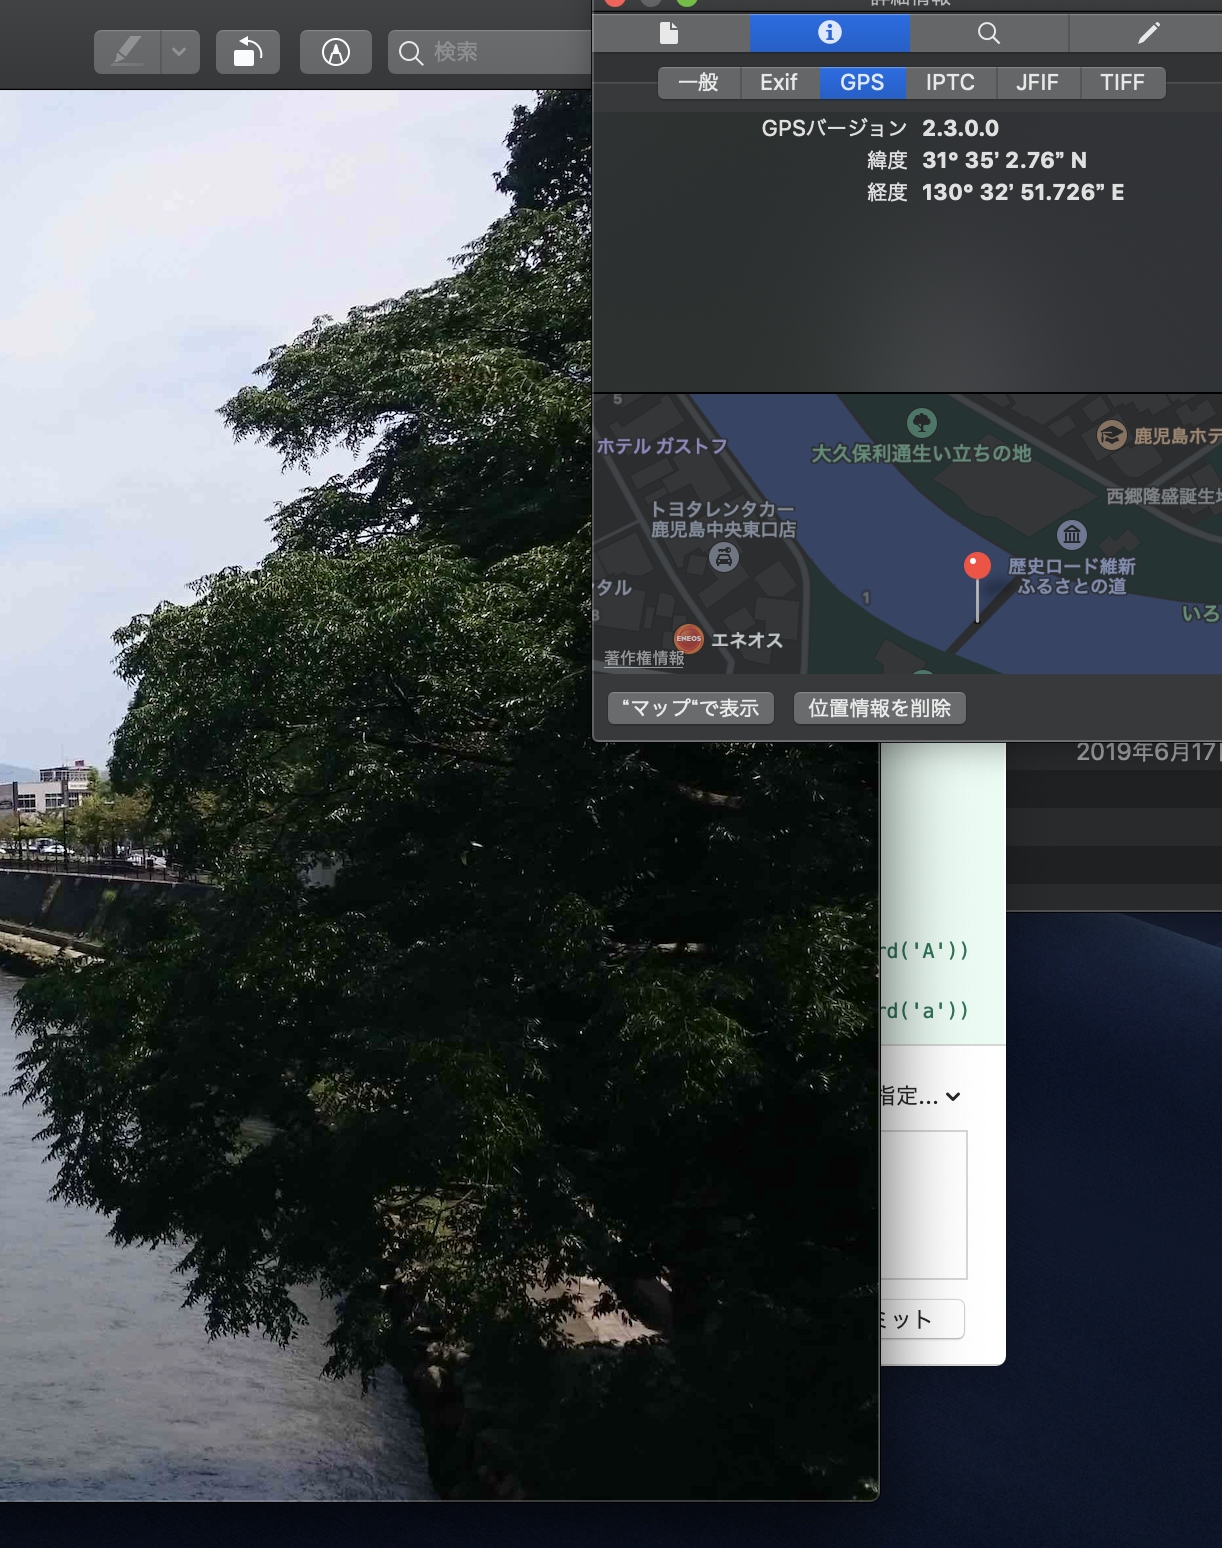 詳細情報
検索
一般 Exif GPS IPTC JFIF TIFF
GPSバージョン 2.3.0.0
緯度 31° 35’ 2.76” N
経度 130° 32’ 51.726” E
5
ホテル ガストフ
大久保利通生い立ちの地
鹿児島ホテ
西郷隆盛誕生地
トヨタレンタカー
鹿児島中央東口店
歴史ロード維新
ふるさとの道
タル
1
3
いろ
ENEOS エネオス
著作権情報
“マップ“で表示 位置情報を削除
2019年6月17日
rd('A'))
rd('a'))
指定...
ミット